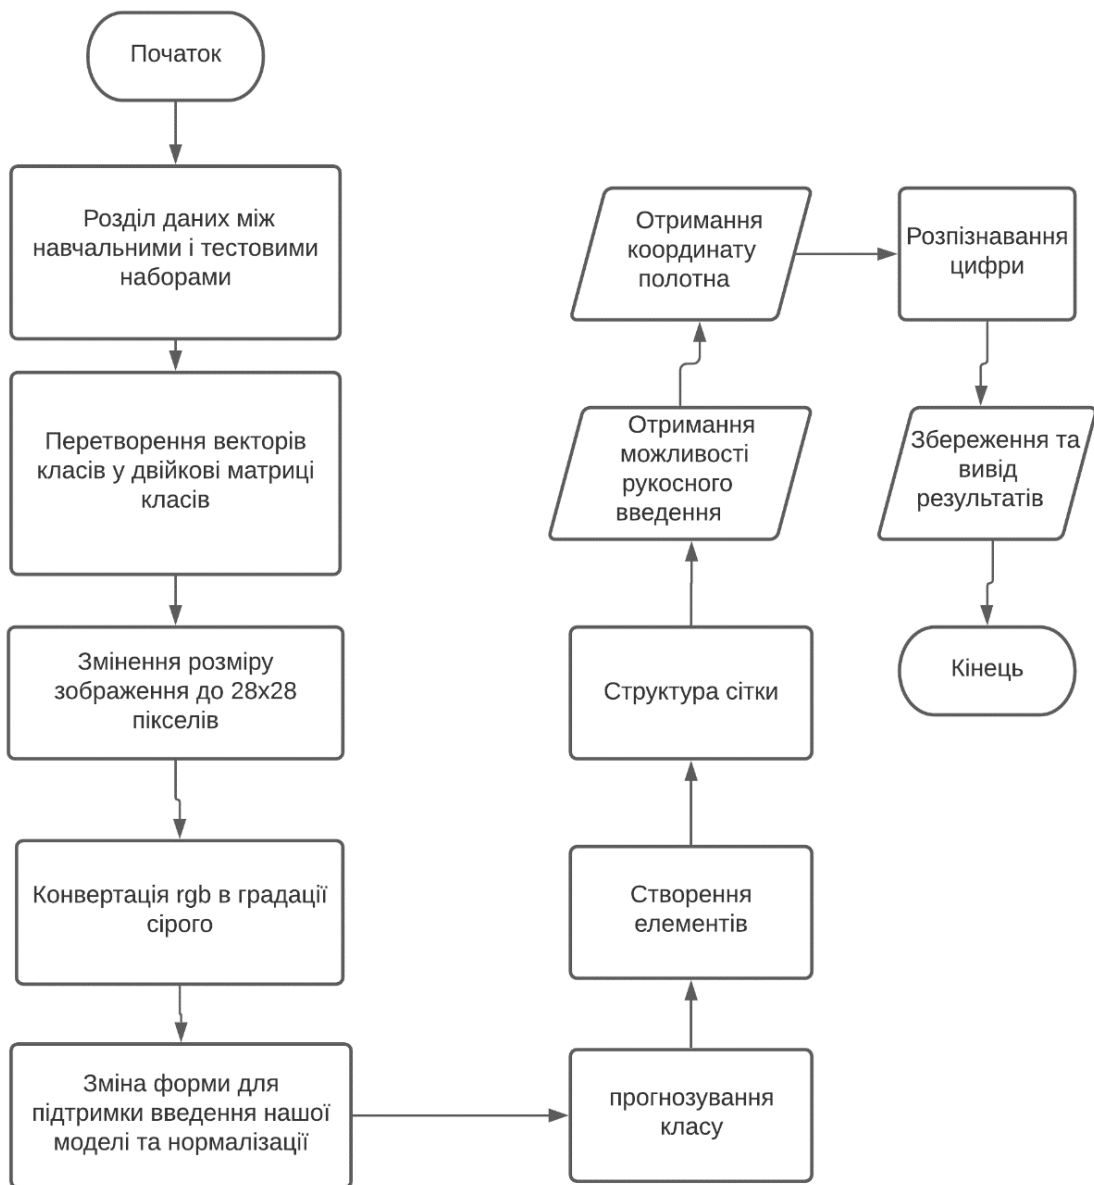 Початок
Розділ даних між
навчальними і тестовими
наборами
Перетворення векторів
класів у двійкові матриці
класів
Змінення розміру
зображення до 28x28
пікселів
Конвертація rgb в градації
сірого
Зміна форми для
підтримки введення нашої
моделі та нормалізації
прогнозування
класу
Створення
елементів
Структура сітки
Отримання
можливості
рукосного
введення
Отримання
координату
полотна
Розпізнавання
цифри
Збереження та
вивід
результатів
Кінець